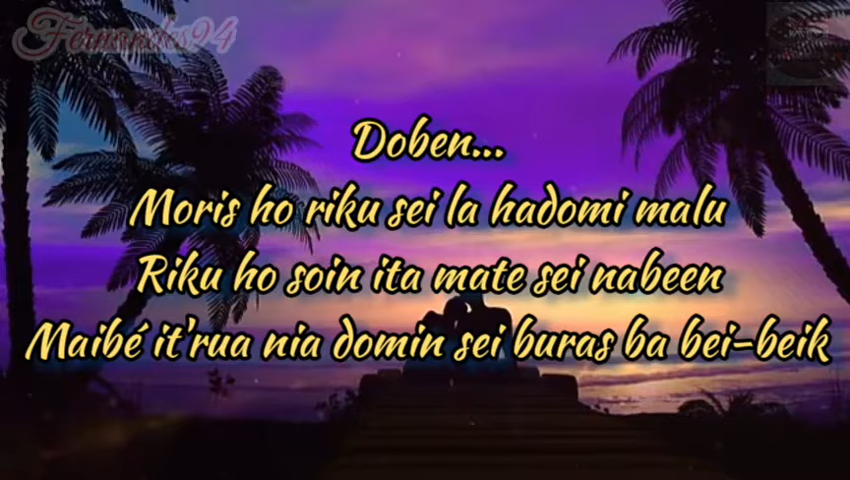 Fernandes94
Doben...
Moris ho riku sei la hadomi malu
Riku ho soin ita mate sei nabeen
Maibé it'rua nia domin sei buras ba bei-beik